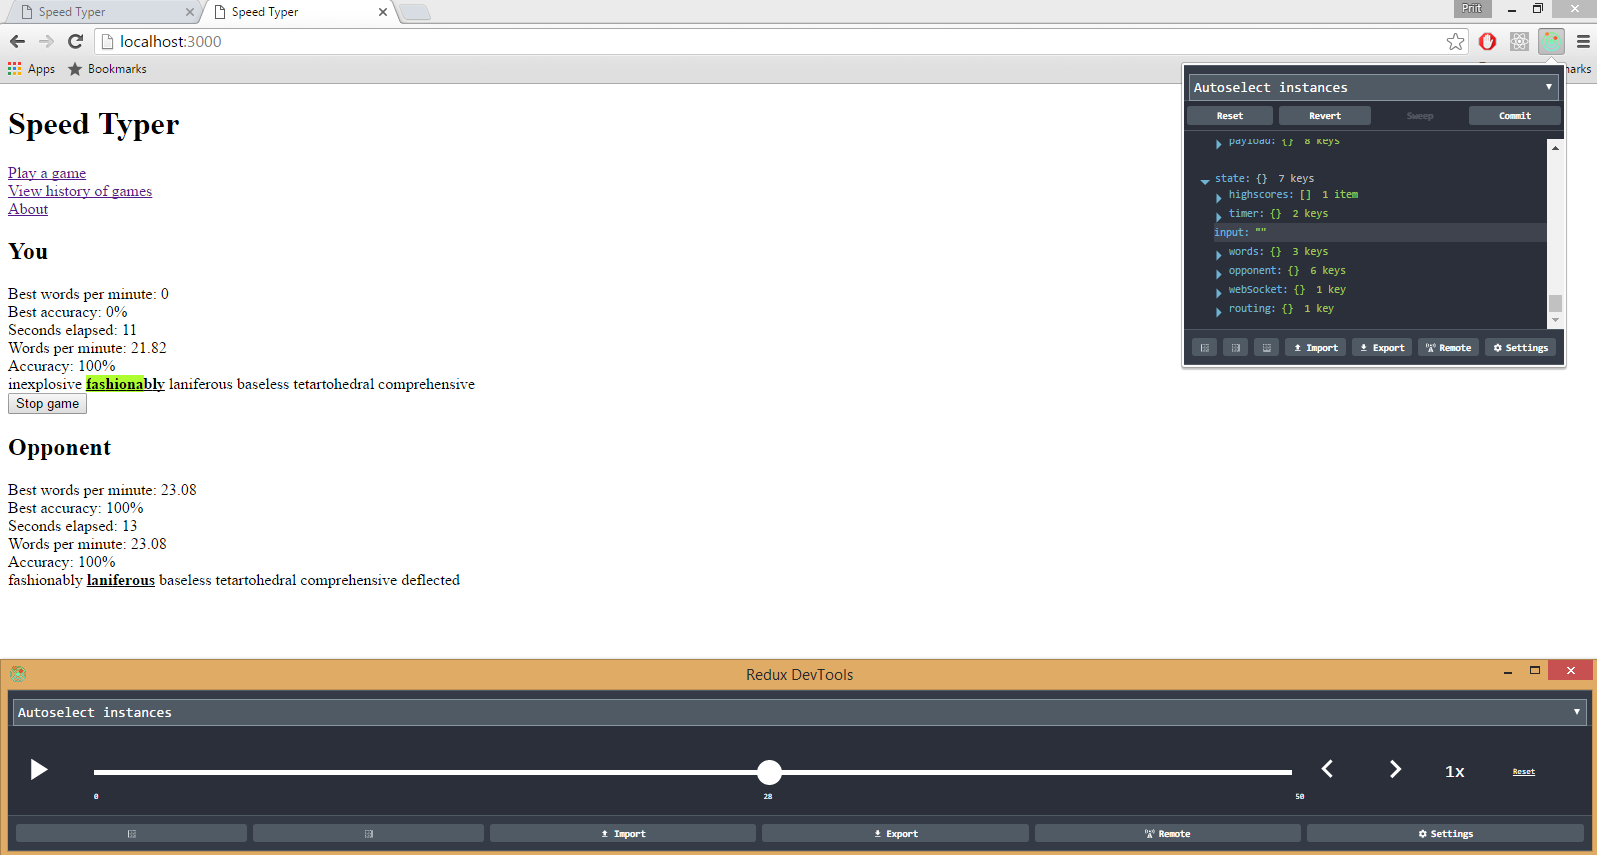 Speed Typer
Speed Typer
Priit
localhost:3000
Apps Bookmarks
marks
Speed Typer
Play a game
View history of games
About
You
Best words per minute: 0
Best accuracy: 0%
Seconds elapsed: 11
Words per minute: 21.82
Accuracy: 100%
inexplosive fashionably laniferous baseless tetartohedral comprehensive
Stop game
Opponent
Best words per minute: 23.08
Best accuracy: 100%
Seconds elapsed: 13
Words per minute: 23.08
Accuracy: 100%
fashionably laniferous baseless tetartohedral comprehensive deflected
Autoselect instances
Reset Revert Sweep Commit
payload: {} 8 keys
state: {} 7 keys
highscores: [] 1 item
timer: {} 2 keys
input: ""
words: {} 3 keys
opponent: {} 6 keys
webSocket: {} 1 key
routing: {} 1 key
Import Export Remote Settings
Redux DevTools
Autoselect instances
1x Reset
0 28 50
Import Export Remote Settings